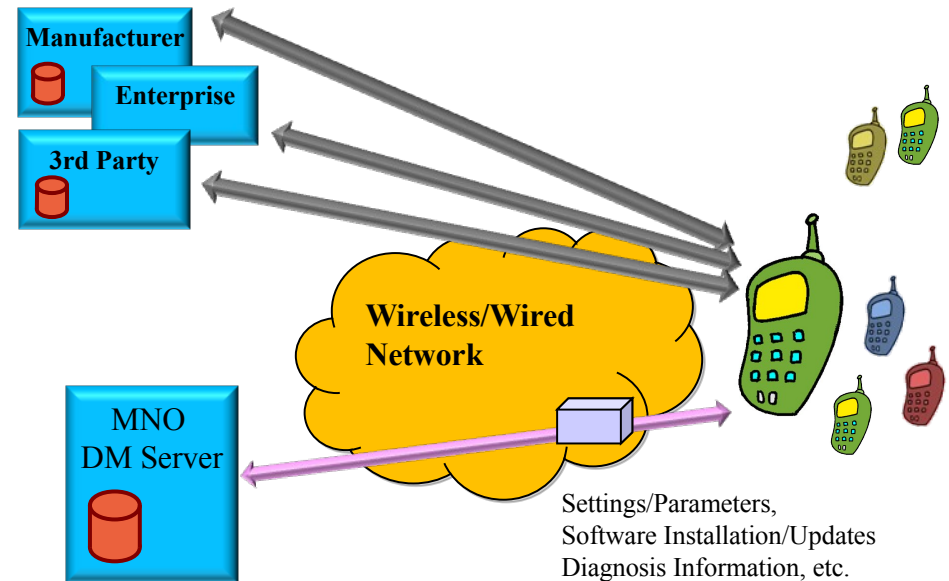 Manufacturer
Enterprise
3rd Party
Wireless/Wired
Network
MNO
DM Server
Settings/Parameters,
Software Installation/Updates
Diagnosis Information, etc.